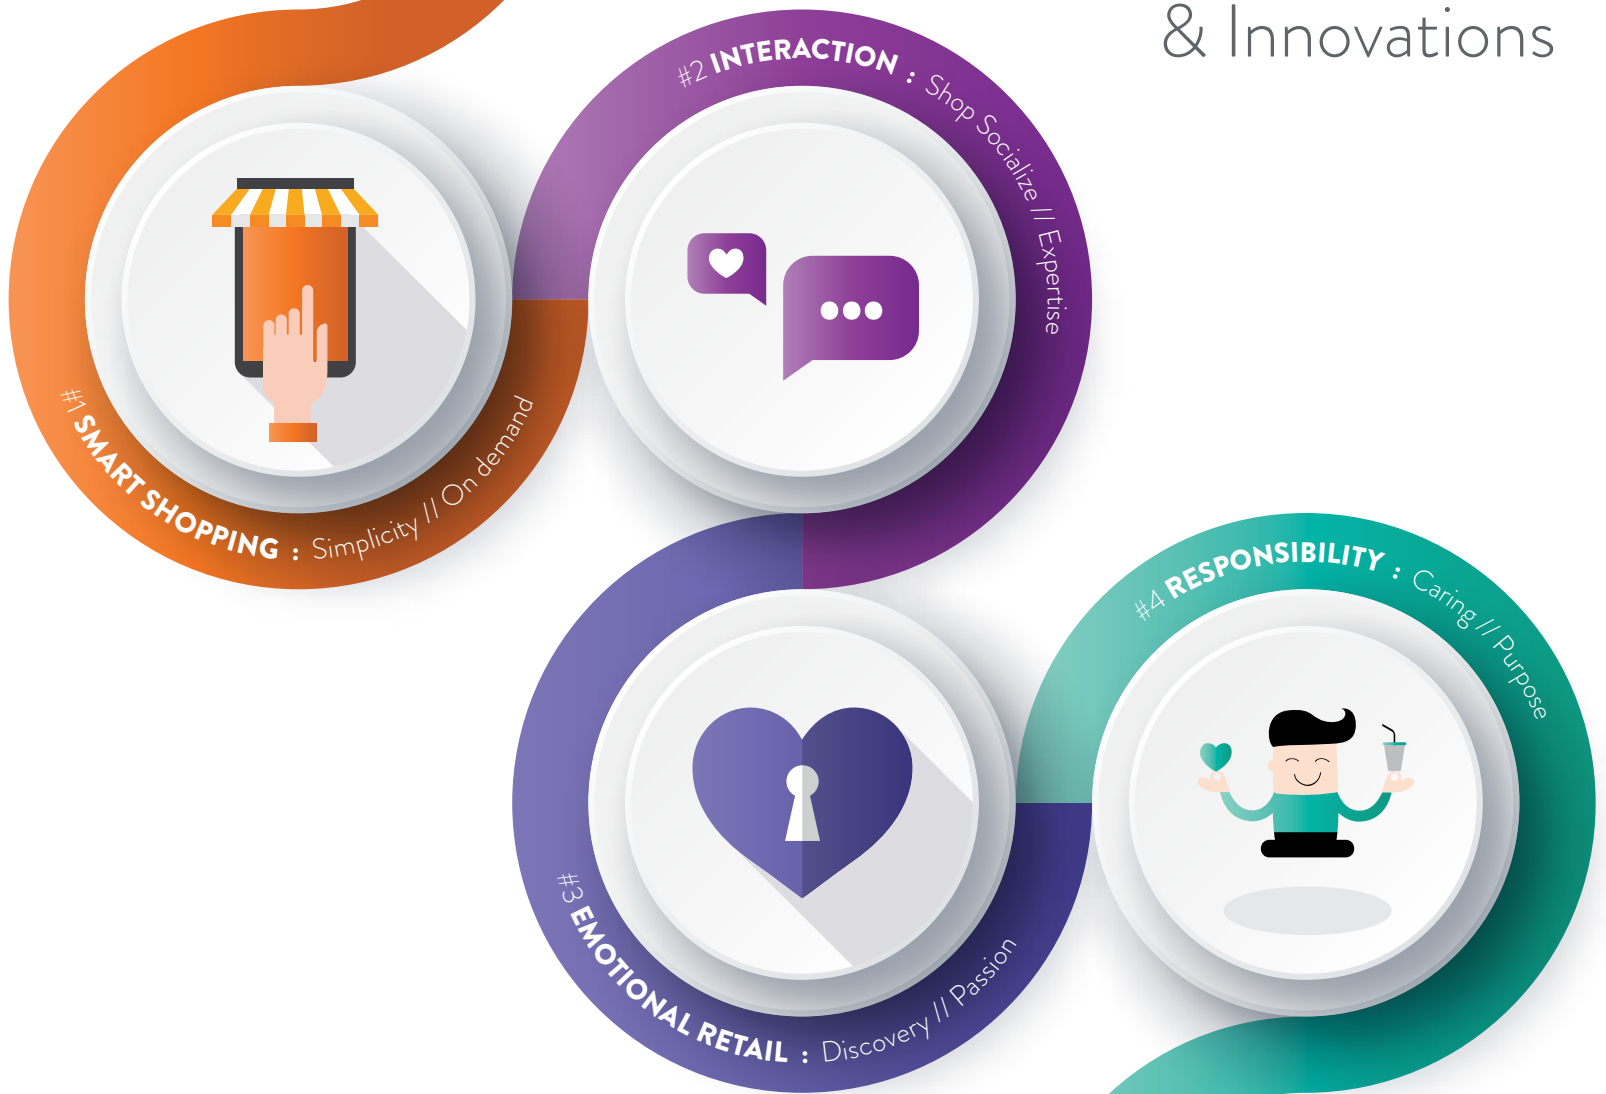 & Innovations
#1 SMART SHOPPING : Simplicity // On demand
#2 INTERACTION : Shop Socialize // Expertise
#3 EMOTIONAL RETAIL : Discovery // Passion
#4 RESPONSIBILITY : Caring // Purpose